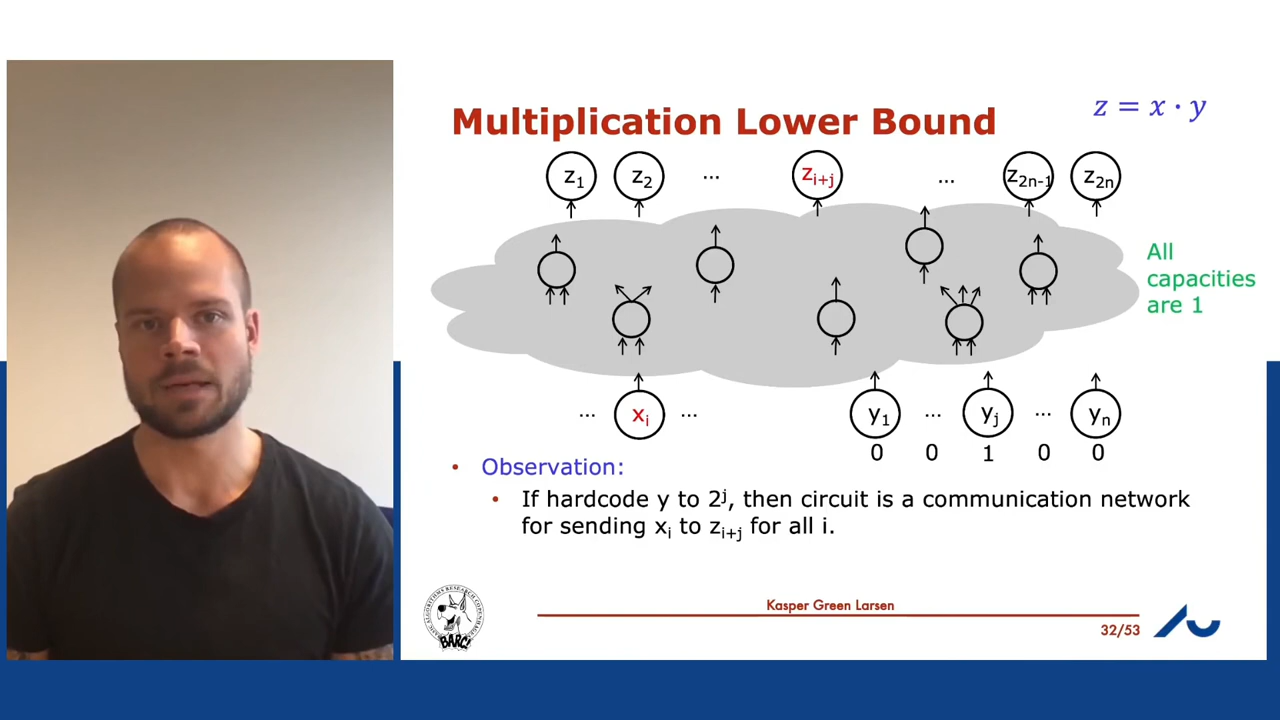 Multiplication Lower Bound
z = x · y
z₁ z₂ ... zᵢ₊ⱼ ... z₂ₙ₋₁ z₂ₙ
All
capacities
are 1
... xᵢ ... y₁ ... yⱼ ... yₙ
0 0 1 0 0
• Observation:
• If hardcode y to 2ʲ, then circuit is a communication network
for sending xᵢ to zᵢ₊ⱼ for all i.
BARC
Kasper Green Larsen
32/53